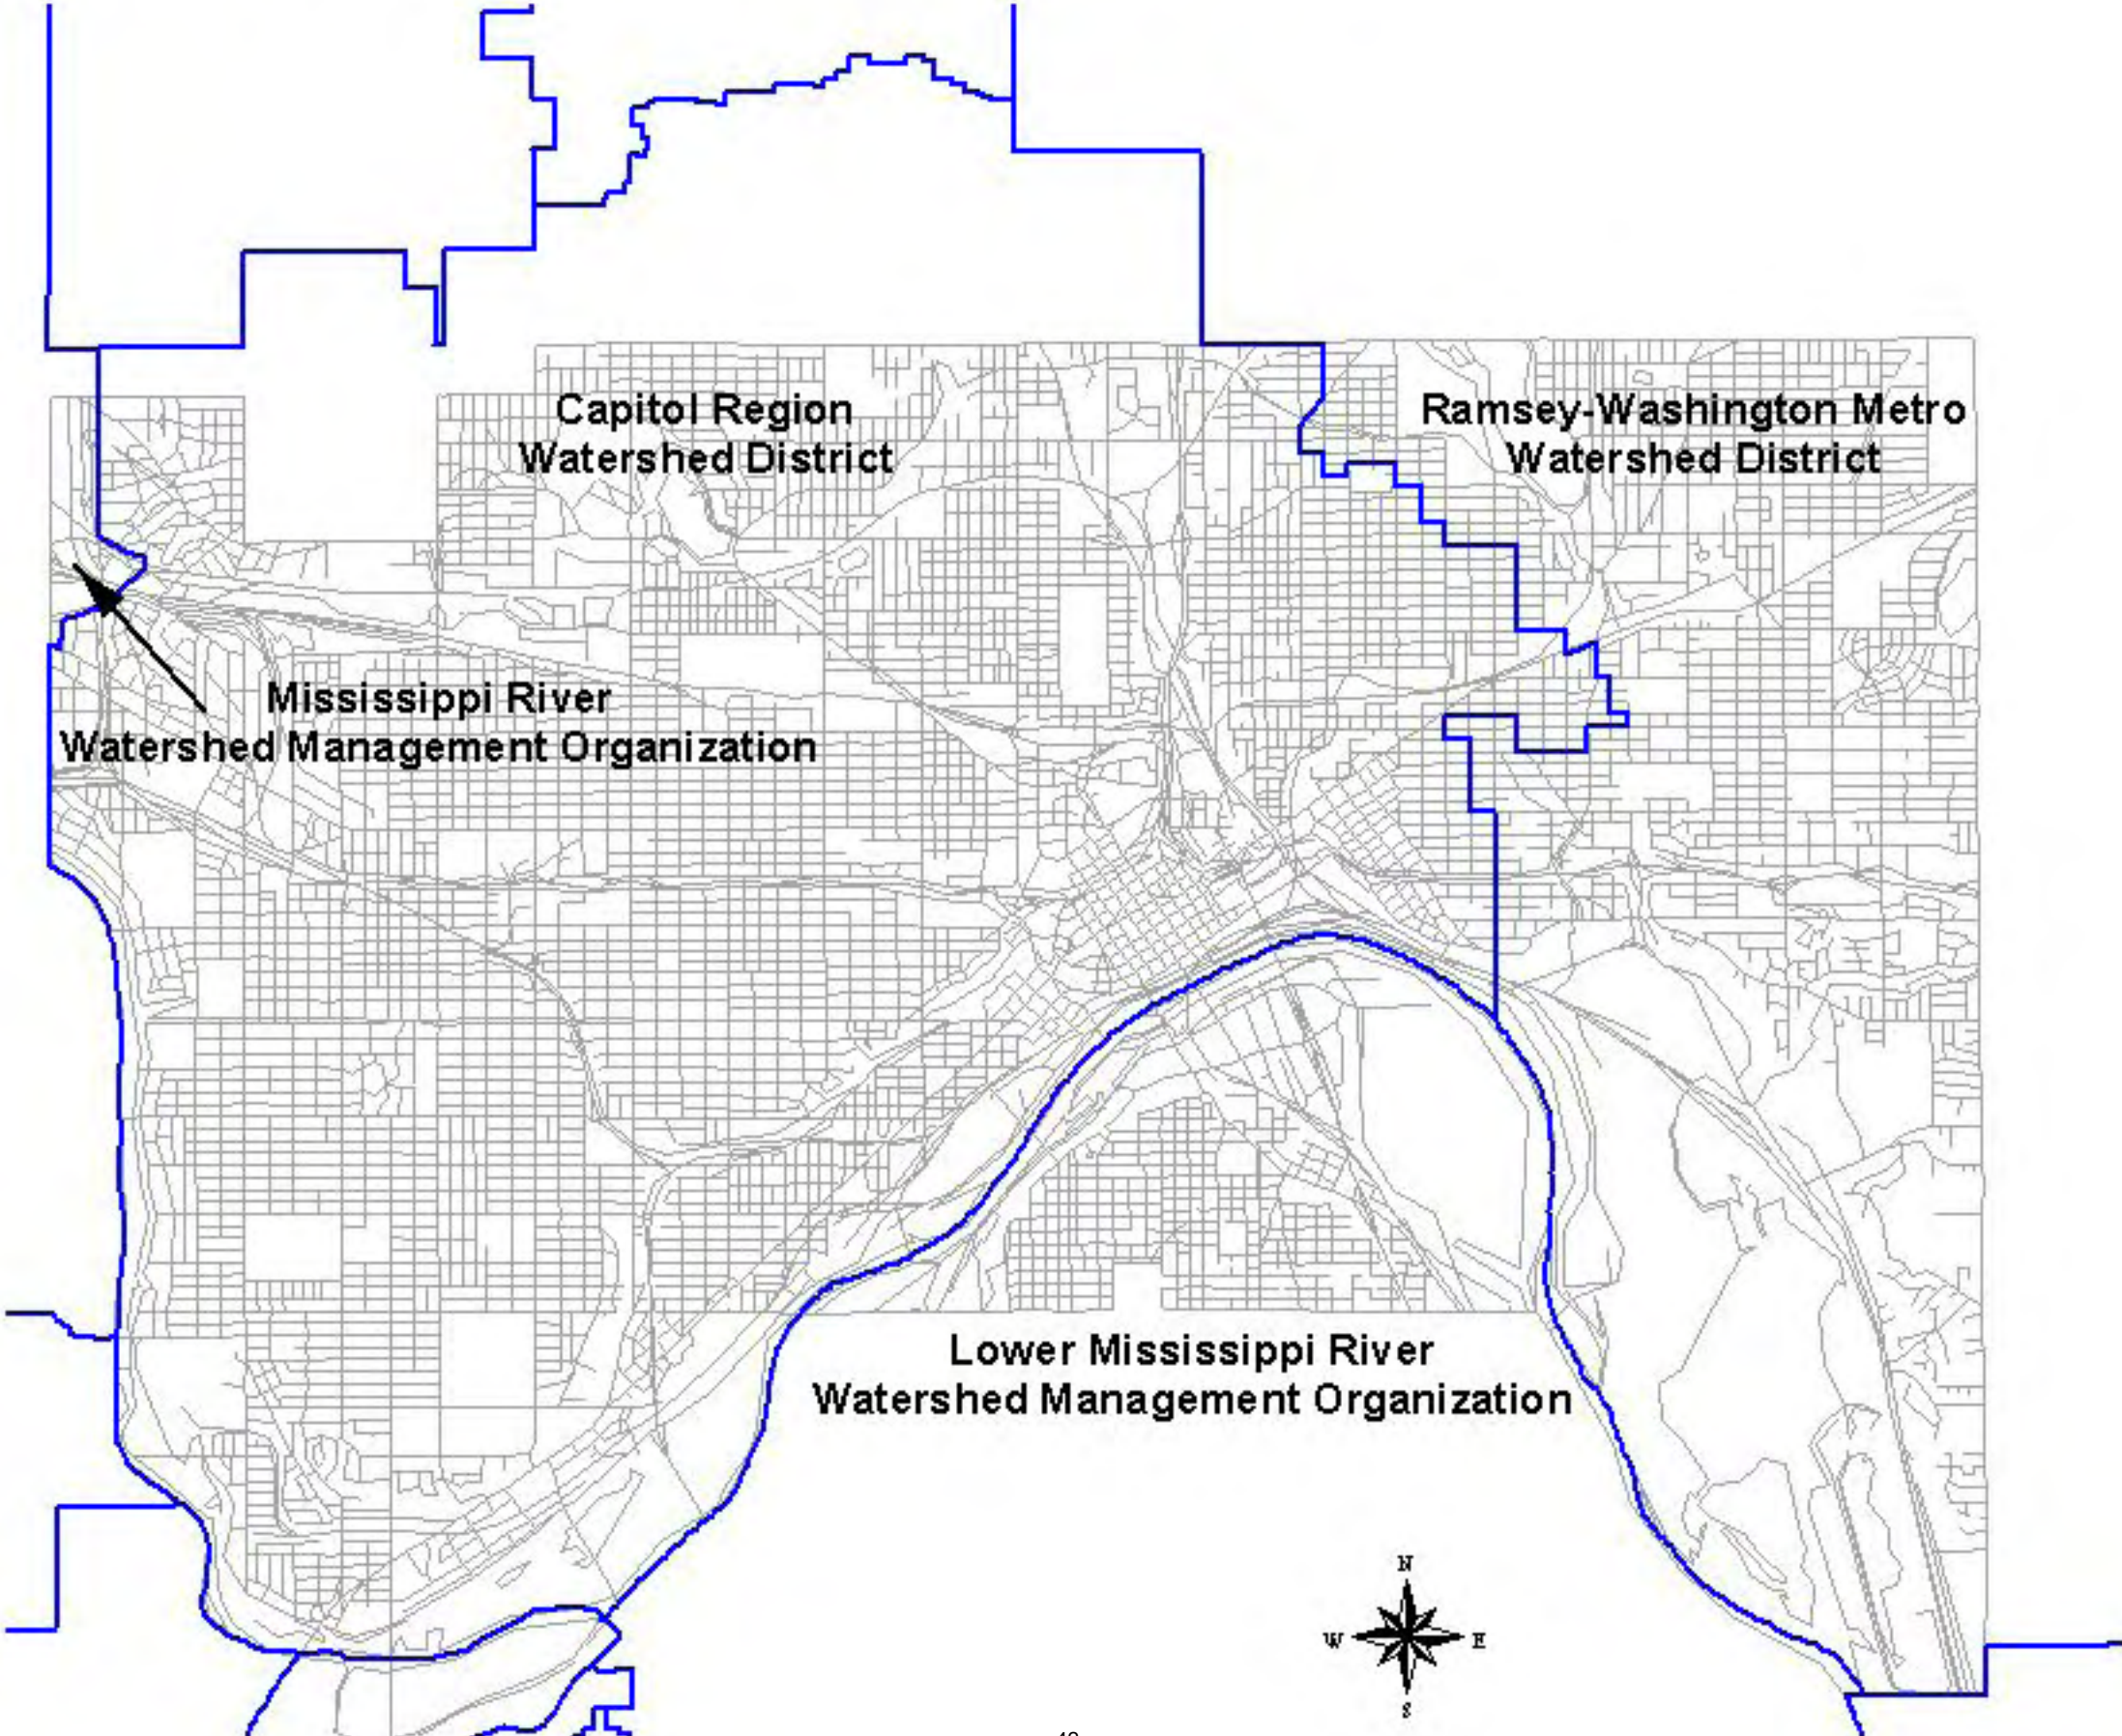 Capitol Region
Watershed District
Ramsey-Washington Metro
Watershed District
Mississippi River
Watershed Management Organization
Lower Mississippi River
Watershed Management Organization
N
W E
S